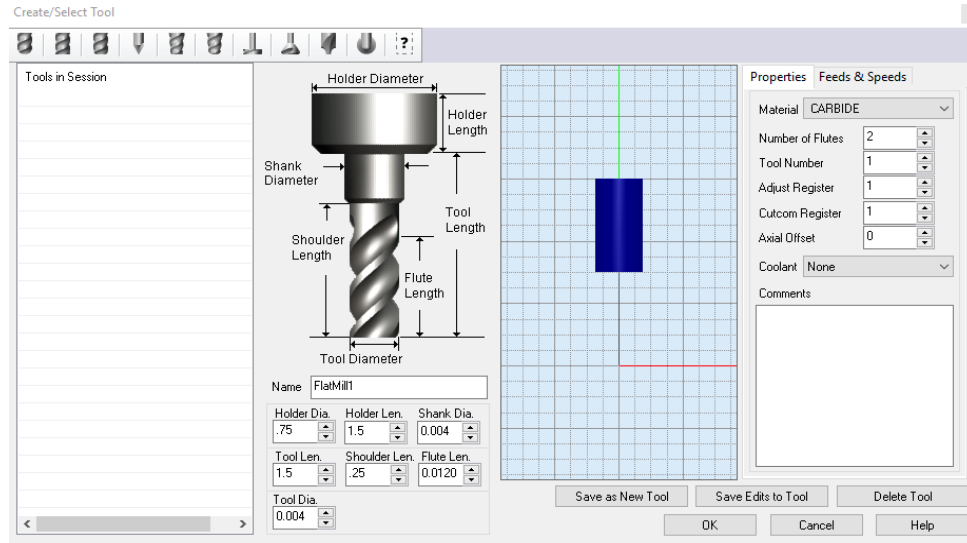 Create/Select Tool
?
Tools in Session
Holder Diameter
Holder
Length
Shank
Diameter
Tool
Length
Shoulder
Length
Flute
Length
Tool Diameter
Name FlatMill1
Holder Dia. Holder Len. Shank Dia.
.75 1.5 0.004
Tool Len. Shoulder Len. Flute Len.
1.5 .25 0.0120
Tool Dia.
0.004
Properties Feeds & Speeds
Material CARBIDE
Number of Flutes 2
Tool Number 1
Adjust Register 1
Cutcom Register 1
Axial Offset 0
Coolant None
Comments
Save as New Tool Save Edits to Tool Delete Tool
OK Cancel Help